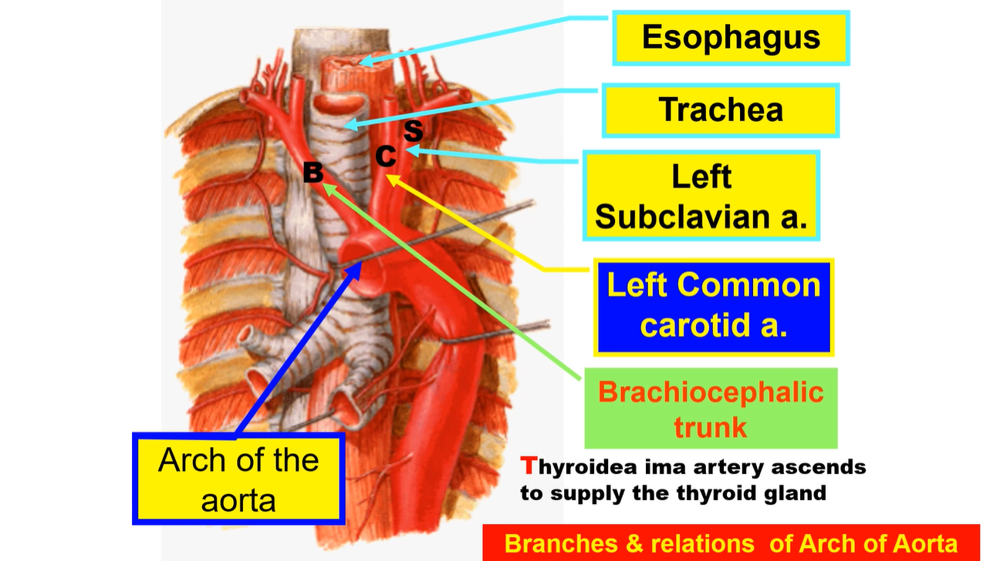 Esophagus
Trachea
S
C
Left
Subclavian a.
B
Left Common
carotid a.
Brachiocephalic
trunk
Arch of the
aorta
Thyroidea ima artery ascends
to supply the thyroid gland
Branches & relations of Arch of Aorta